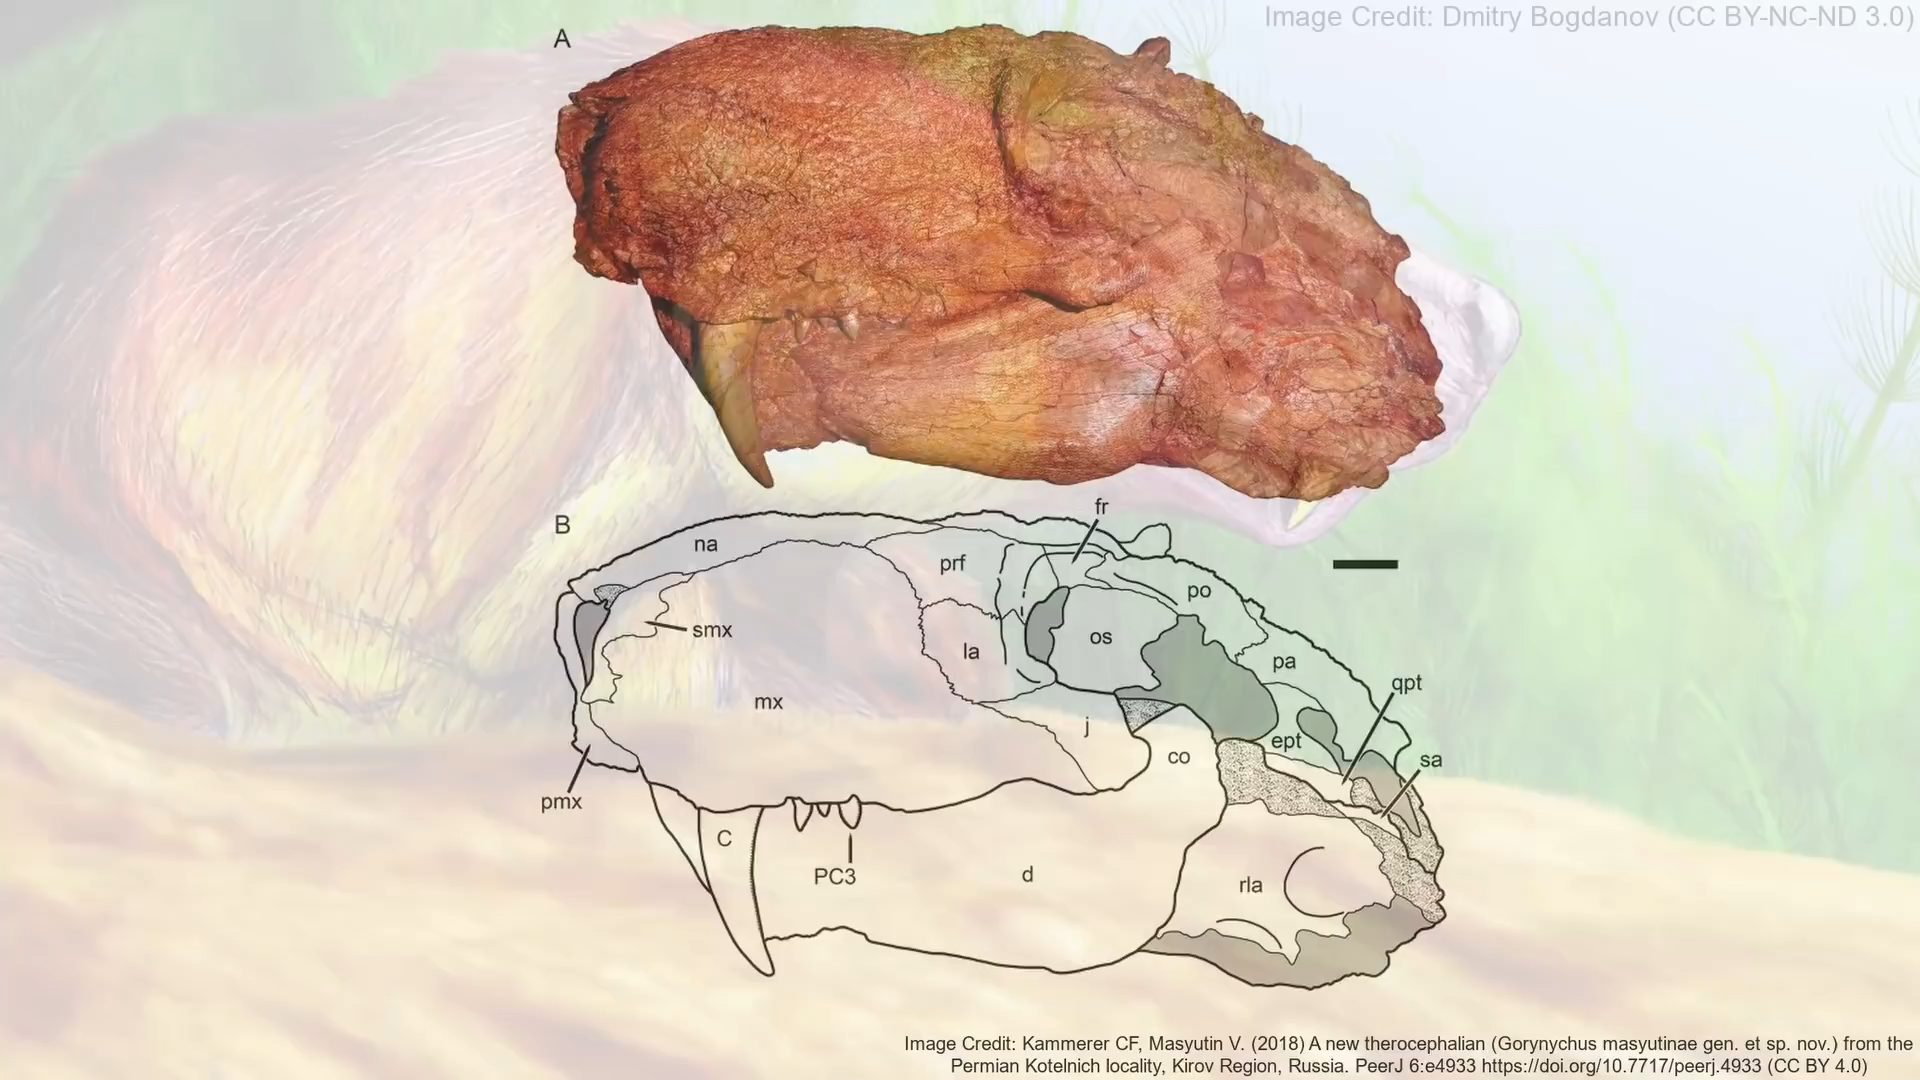 Image Credit: Dmitry Bogdanov (CC BY-NC-ND 3.0)
A
B
fr
na
prf
po
smx
os
la
pa
qpt
mx
j
ept
co
sa
pmx
C
PC3
d
rla
Image Credit: Kammerer CF, Masyutin V. (2018) A new therocephalian (Gorynychus masyutinae gen. et sp. nov.) from the
Permian Kotelnich locality, Kirov Region, Russia. PeerJ 6:e4933 https://doi.org/10.7717/peerj.4933 (CC BY 4.0)